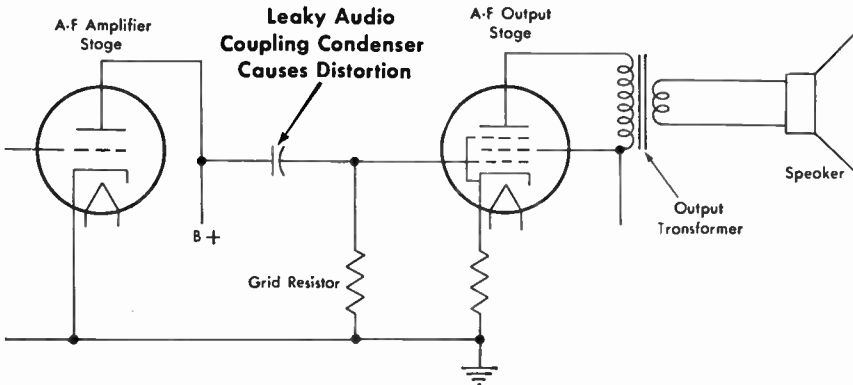 A-F Amplifier
Stage
Leaky Audio
Coupling Condenser
Causes Distortion
A-F Output
Stage
B+
Grid Resistor
Output
Transformer
Speaker